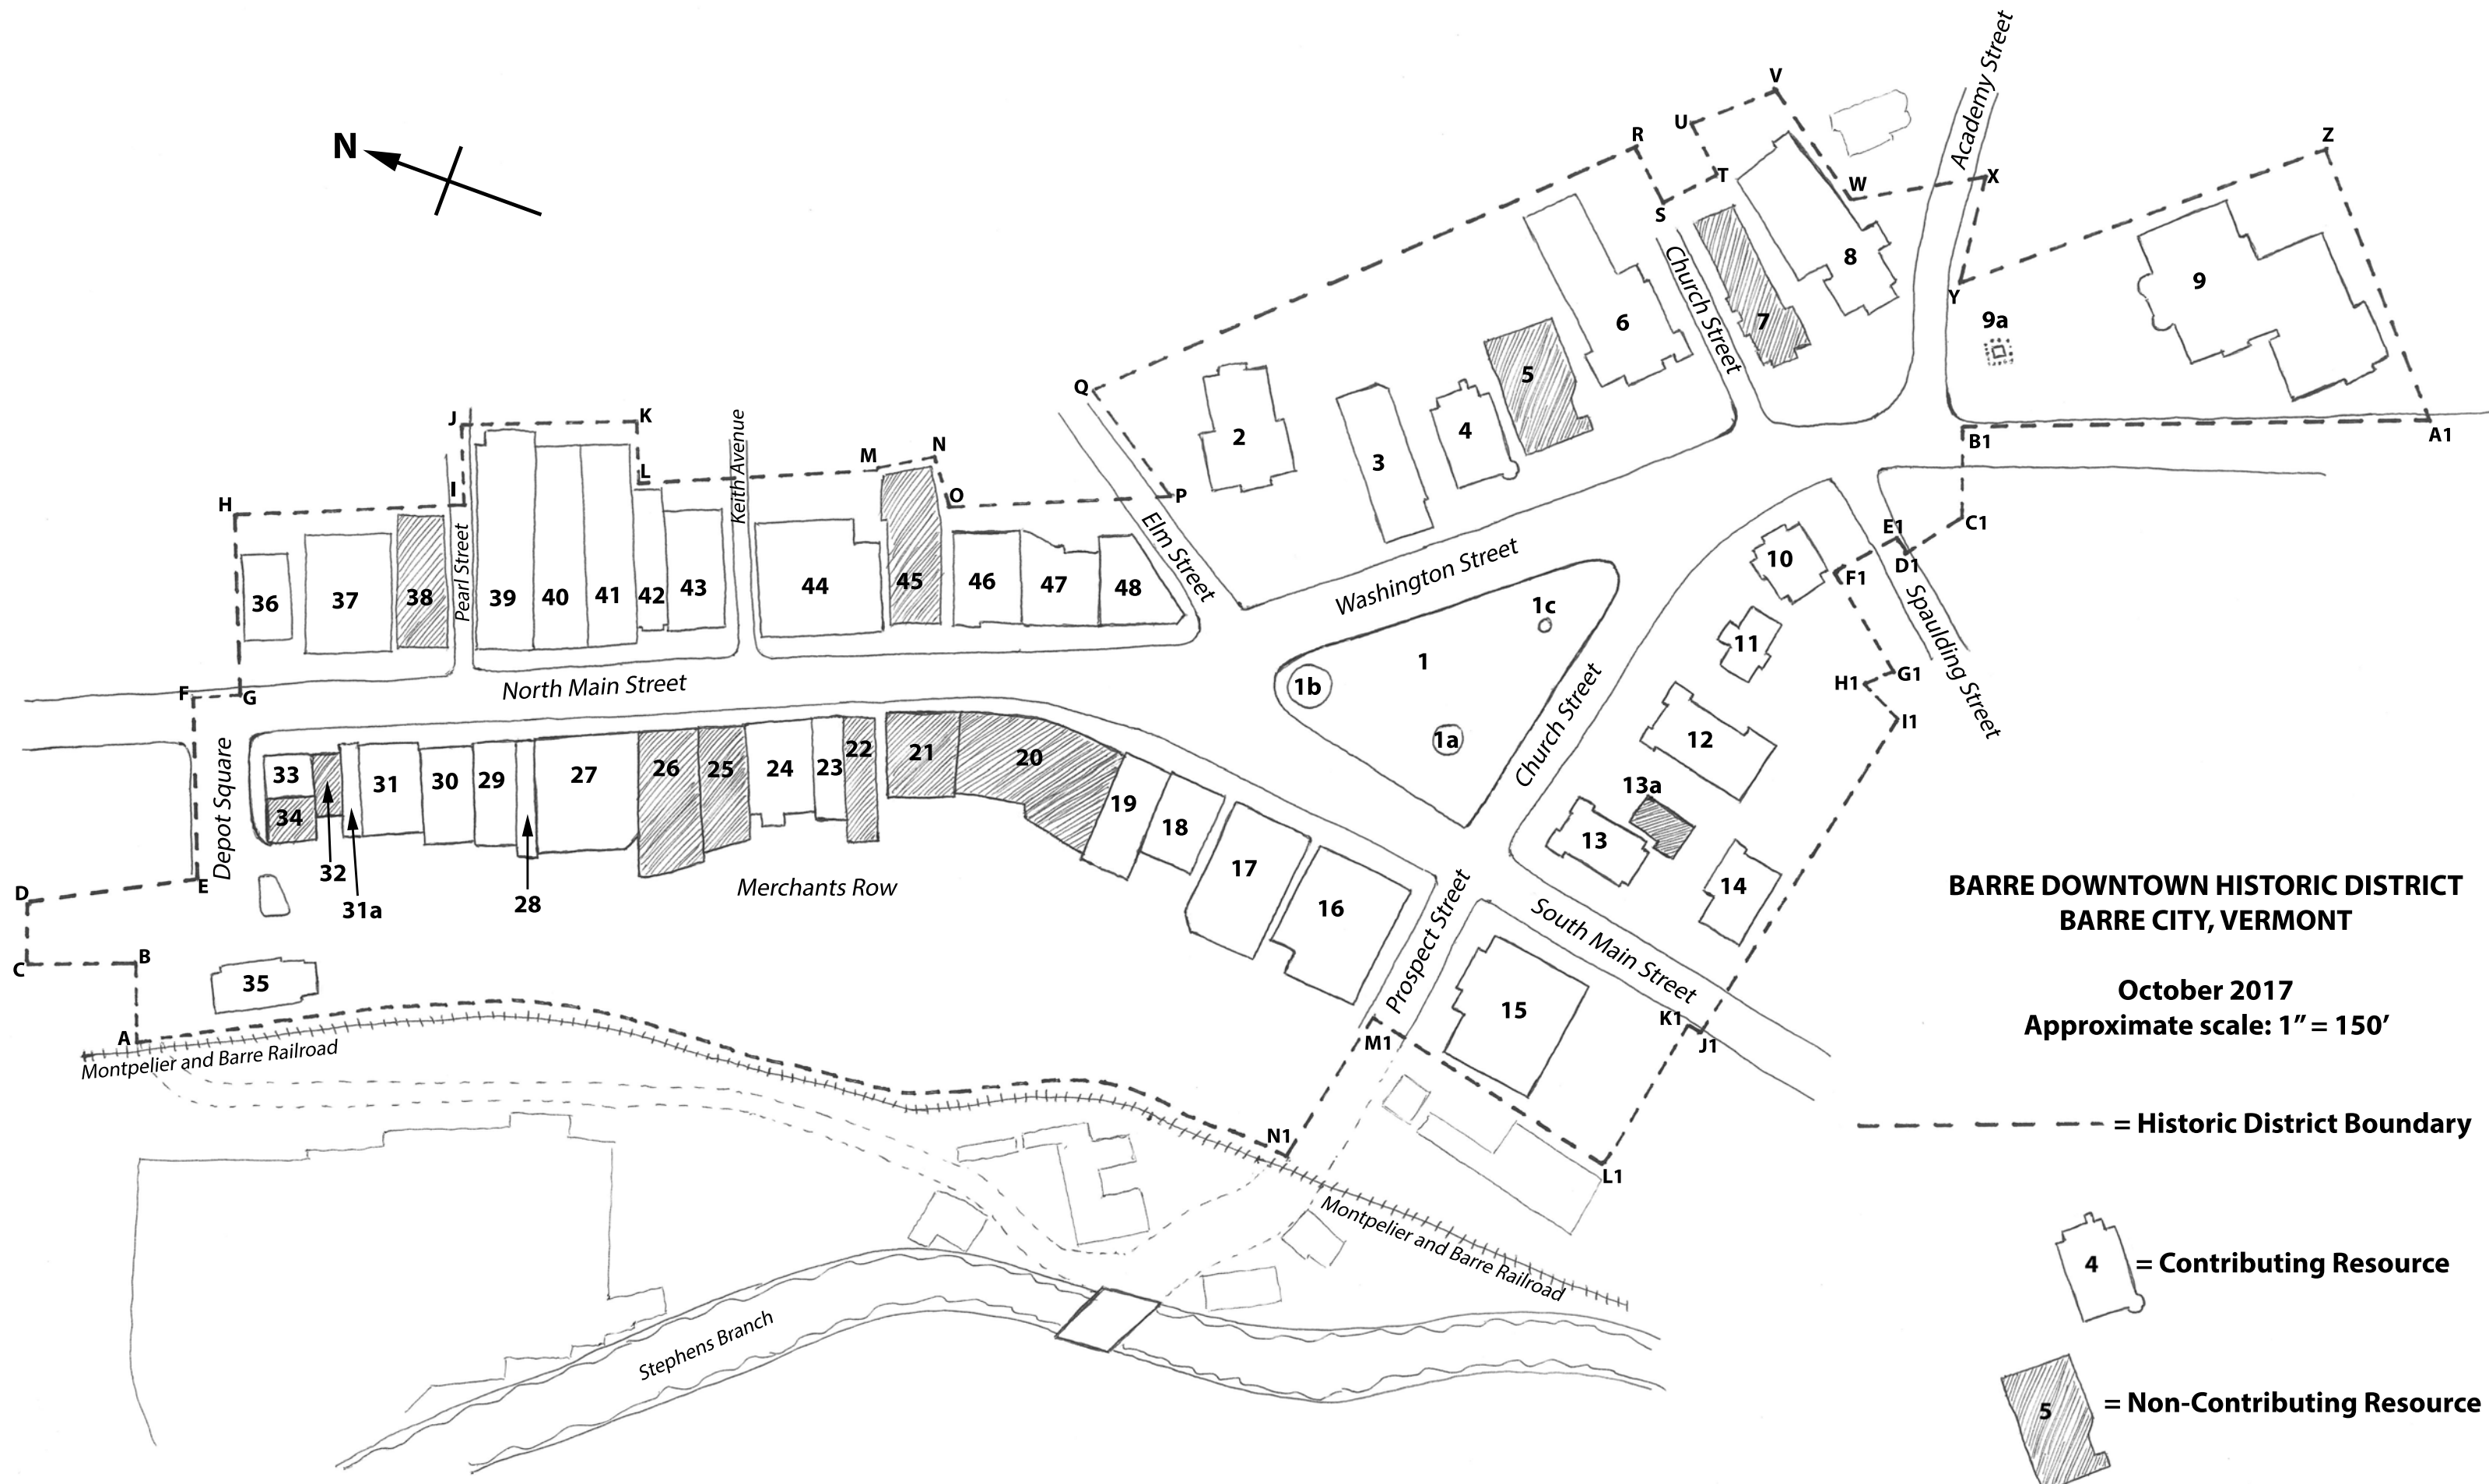 V
Academy Street
R
U
Z
N
T
W
X
S
8
Church Street
9
Y
7
6
9a
5
Q
J
K
Keith Avenue
2
4
B1
A1
M
N
L
3
I
O
P
H
C1
E1
Elm Street
Washington Street
10
D1
F1
Pearl Street
36
37
38
39
40
41
42
43
44
45
46
47
48
1c
Spaulding Street
11
1
G1
H1
1b
North Main Street
F
G
I1
Church Street
12
1a
Depot Square
33
34
31
30
29
27
26
25
24
23
22
21
20
13a
19
18
13
17
14
32
31a
28
Merchants Row
E
D
16
Prospect Street
South Main Street
BARRE DOWNTOWN HISTORIC DISTRICT
BARRE CITY, VERMONT
C
B
35
15
October 2017
Approximate scale: 1” = 150’
A
Montpelier and Barre Railroad
K1
M1
J1
N1
= Historic District Boundary
L1
Montpelier and Barre Railroad
4
= Contributing Resource
Stephens Branch
5
= Non-Contributing Resource